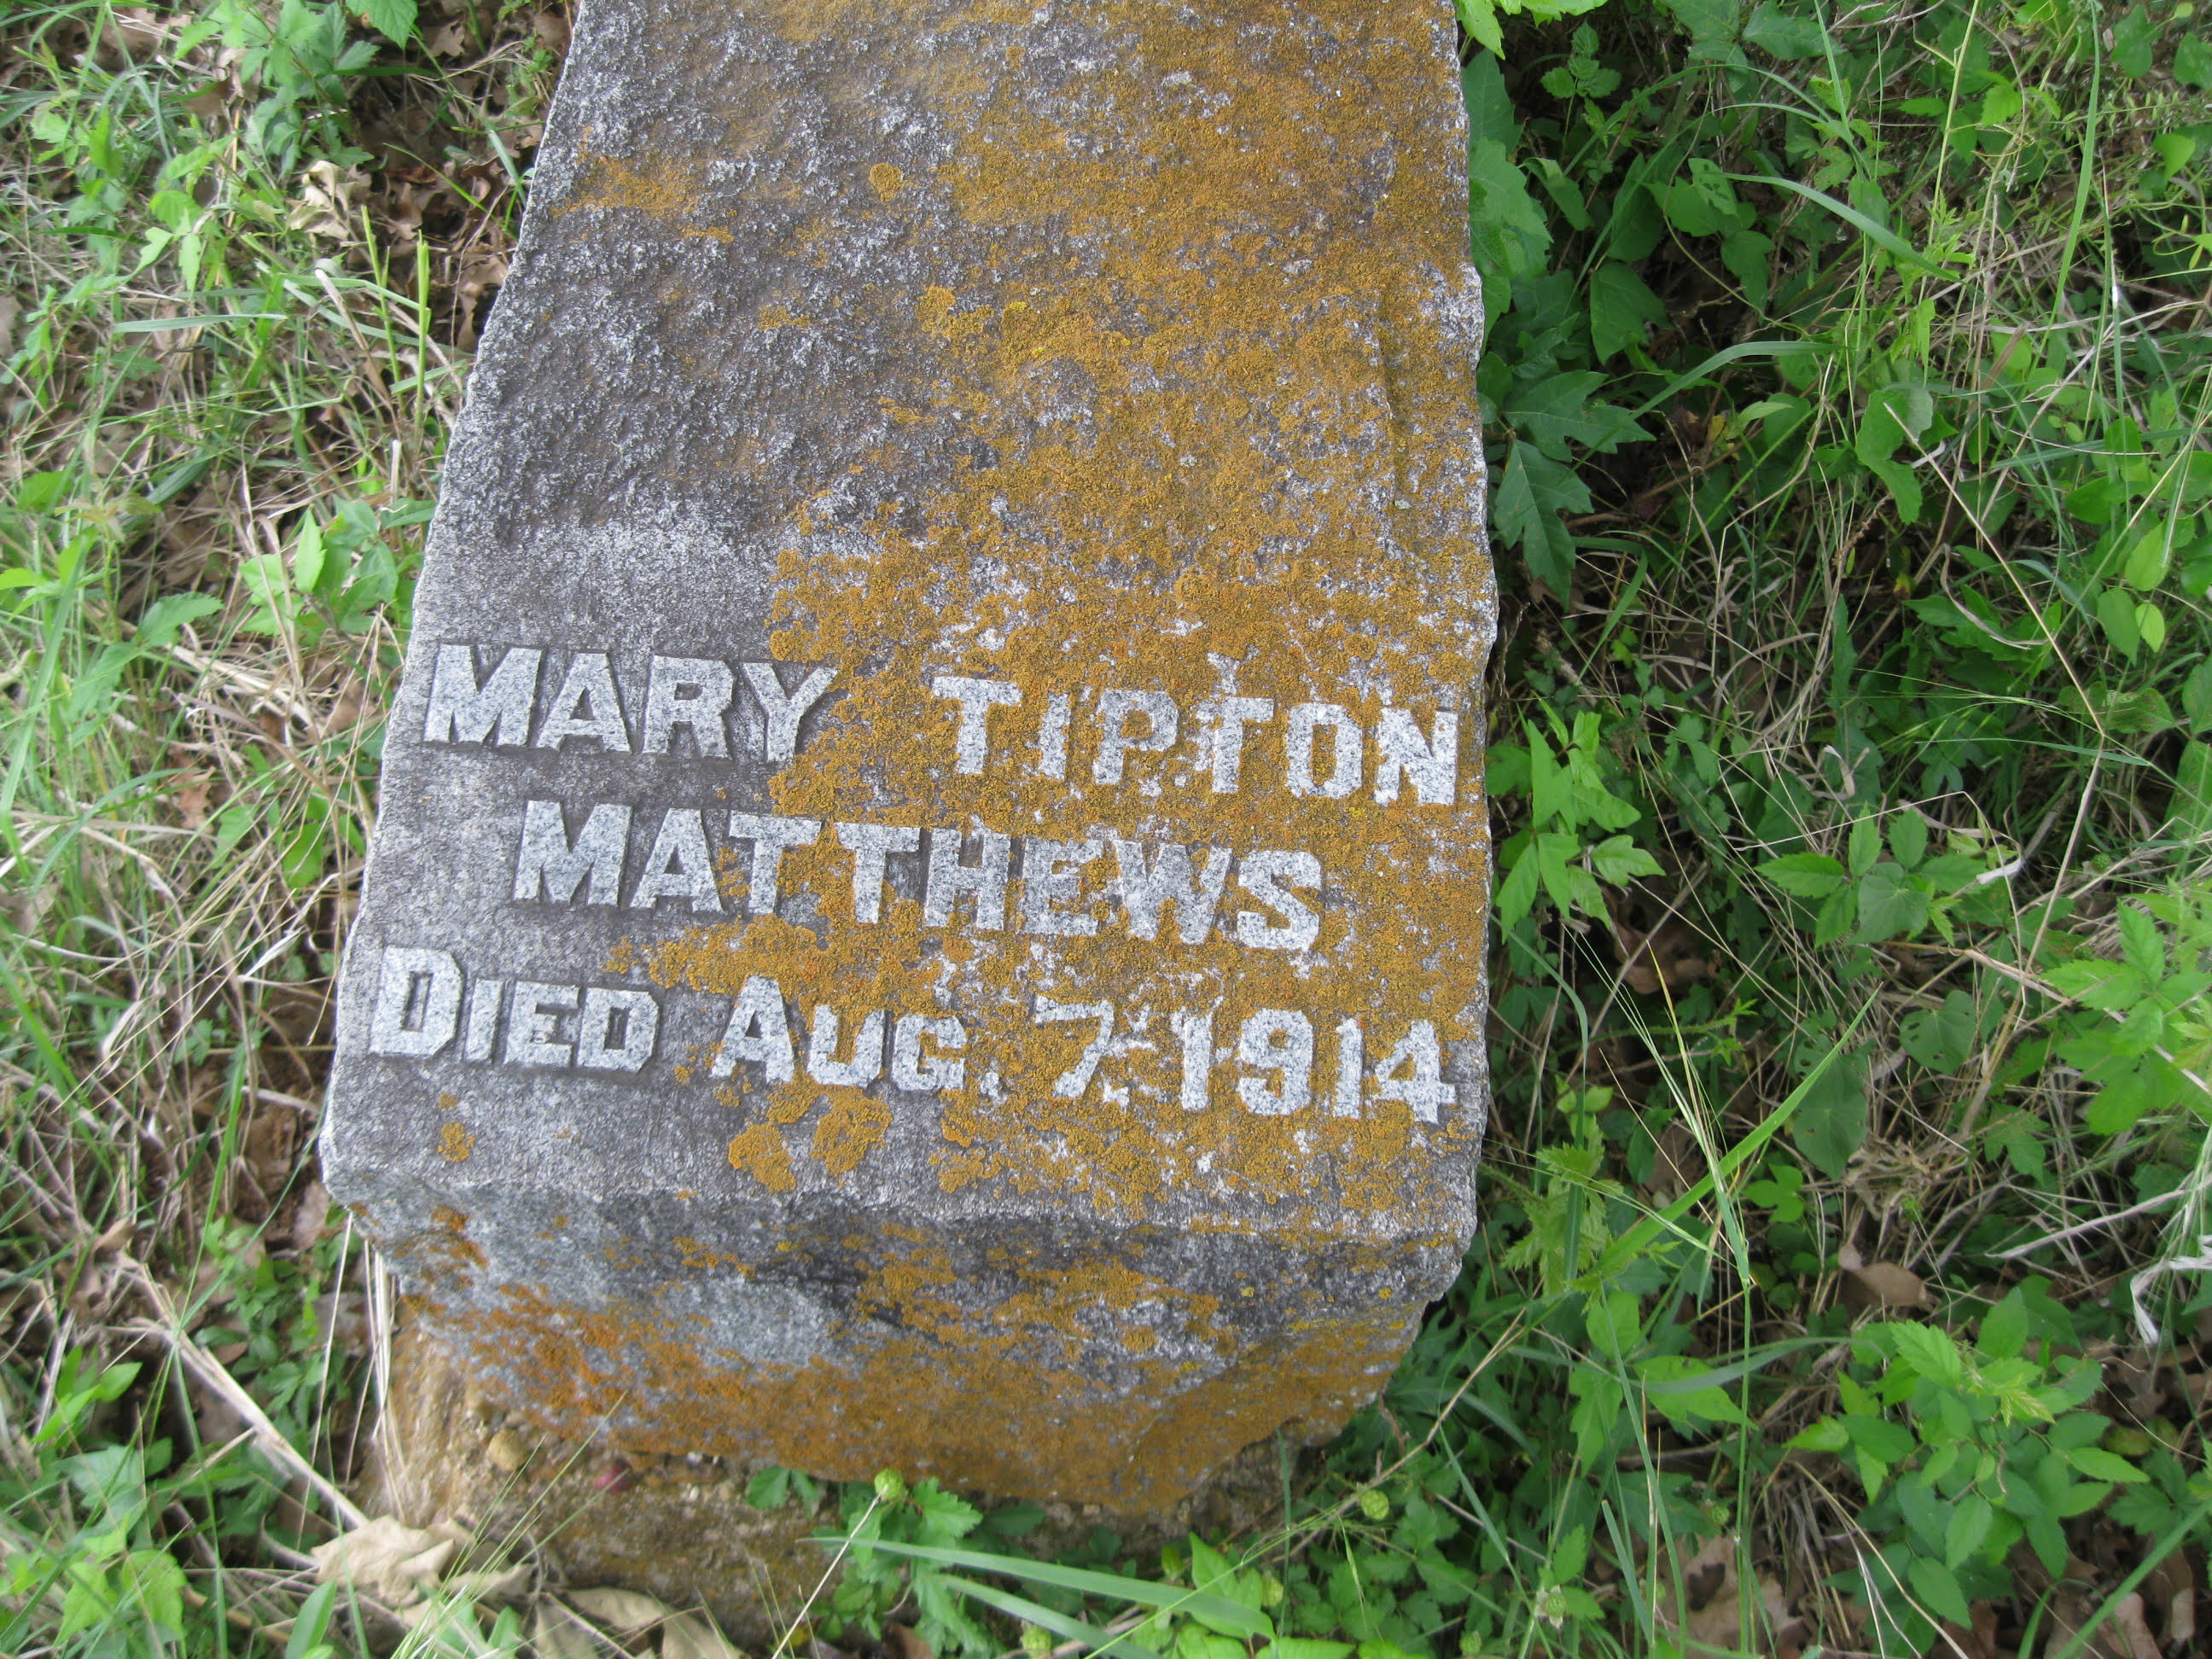 MARY TIPTON
MATTHEWS
DIED AUG. 7, 1914